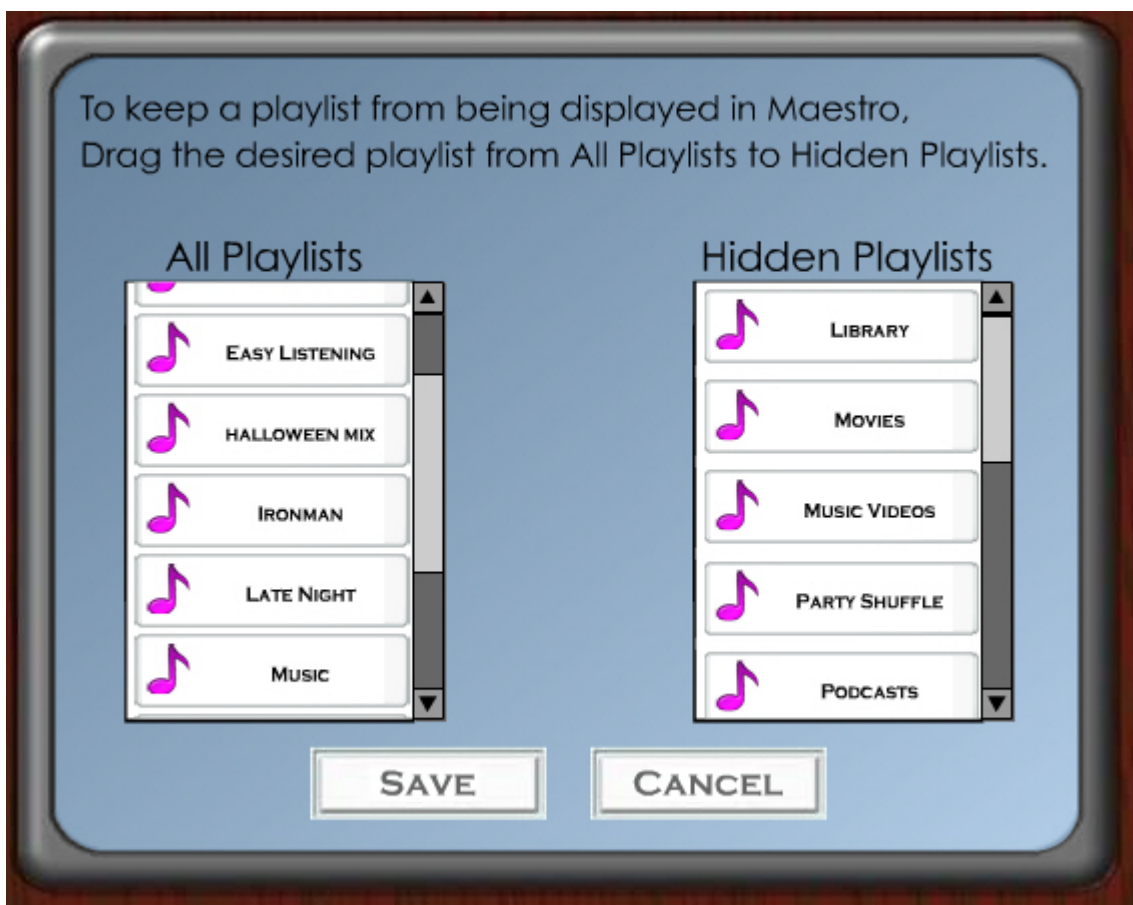 To keep a playlist from being displayed in Maestro,
Drag the desired playlist from All Playlists to Hidden Playlists.
All Playlists
Easy Listening
HALLOWEEN MIX
Ironman
Late Night
Music
Hidden Playlists
Library
Movies
Music Videos
Party Shuffle
Podcasts
Save
Cancel